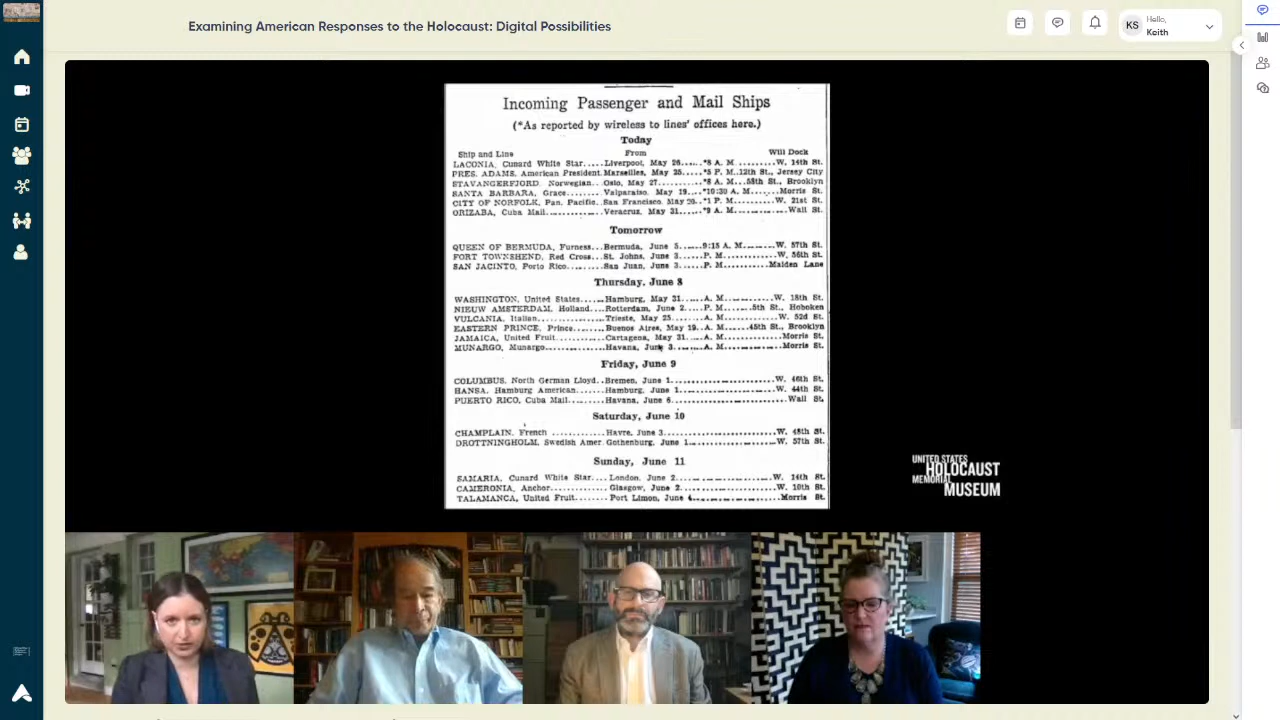 Examining American Responses to the Holocaust: Digital Possibilities
KS
Hello,
Keith
Incoming Passenger and Mail Ships
(*As reported by wireless to lines' offices here.)
Today
Ship and Line From Will Dock
LACONIA, Cunard White Star.....Liverpool, May 26....*8 A. M..........W. 14th St.
PRES. ADAMS, American President.Marseilles, May 25....*5 P. M..12th St., Jersey City
STAVANGERFJORD, Norwegian..Oslo, May 27..........*8 A. M....58th St., Brooklyn
SANTA BARBARA, Grace.......Valparaiso, May 19..*10:30 A. M.......Morris St.
CITY OF NORFOLK, Pan. Pacific..San Francisco, May 20..*1 P. M........W. 21st St.
ORIZABA, Cuba Mail..............Veracruz, May 31....*9 A. M...........Wall St.
Tomorrow
QUEEN OF BERMUDA, Furness...Bermuda, June 5.....9:15 A. M.......W. 57th St.
FORT TOWNSHEND, Red Cross..St. Johns, June 3.....P. M..........W. 56th St.
SAN JACINTO, Porto Rico.........San Juan, June 3.....P. M..........Maiden Lane
Thursday, June 8
WASHINGTON, United States......Hamburg, May 31....A. M..........W. 18th St.
NIEUW AMSTERDAM, Holland...Rotterdam, June 2.....P. M......5th St., Hoboken
VULCANIA, Italian................Trieste, May 25......A. M..........W. 52d St.
EASTERN PRINCE, Prince.......Buenos Aires, May 19..A. M.....45th St., Brooklyn
JAMAICA, United Fruit..........Cartagena, May 31....A. M..........Morris St.
MUNARGO, Munargo............Havana, June 3......A. M..........Morris St.
Friday, June 9
COLUMBUS, North German Lloyd..Bremen, June 1....................W. 46th St.
HANSA, Hamburg American.......Hamburg, June 1....................W. 44th St.
PUERTO RICO, Cuba Mail.........Havana, June 6....................Wall St.
Saturday, June 10
CHAMPLAIN, French ............Havre, June 3....................W. 48th St.
DROTTNINGHOLM, Swedish Amer.Gothenburg, June 1..................W. 57th St.
Sunday, June 11
SAMARIA, Cunard White Star....London, June 2....................W. 14th St.
CAMERONIA, Anchor.............Glasgow, June 2....................W. 19th St.
TALAMANCA, United Fruit.......Port Limon, June 4..................Morris St.
UNITED STATES
HOLOCAUST
MEMORIAL
MUSEUM